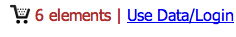 6 elements | Use Data/Login